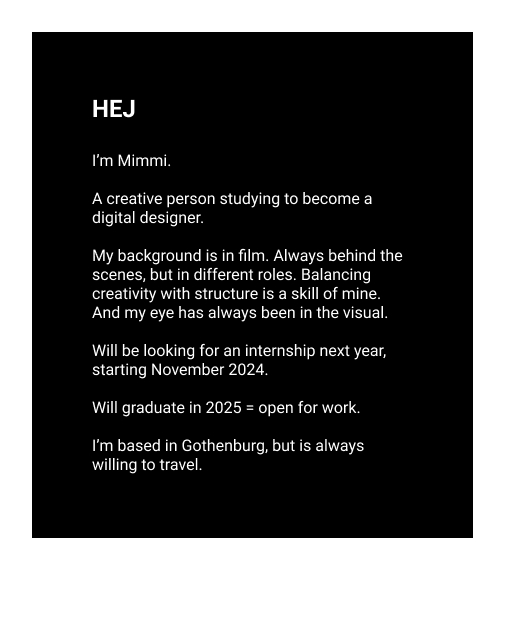 HEJ
I’m Mimmi.
A creative person studying to become a
digital designer.
My background is in film. Always behind the
scenes, but in different roles. Balancing
creativity with structure is a skill of mine.
And my eye has always been in the visual.
Will be looking for an internship next year,
starting November 2024.
Will graduate in 2025 = open for work.
I’m based in Gothenburg, but is always
willing to travel.